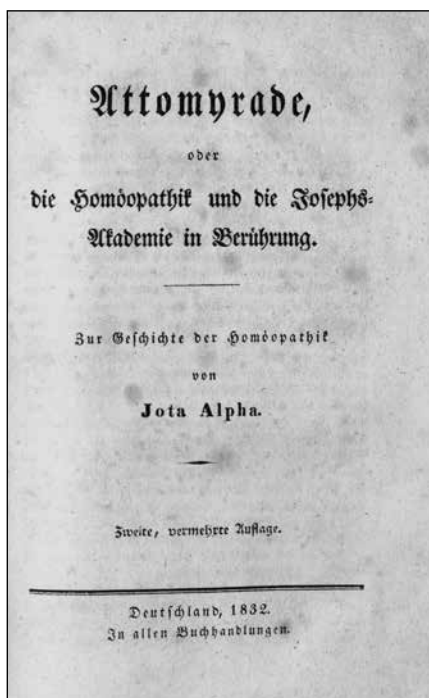 Attomyrade,
oder
die Homöopathik und die Josephs-
Akademie in Berührung.
Zur Geschichte der Homöopathik
von
Jota Alpha.
Zweite, vermehrte Auflage.
Deutschland, 1832.
In allen Buchhandlungen.